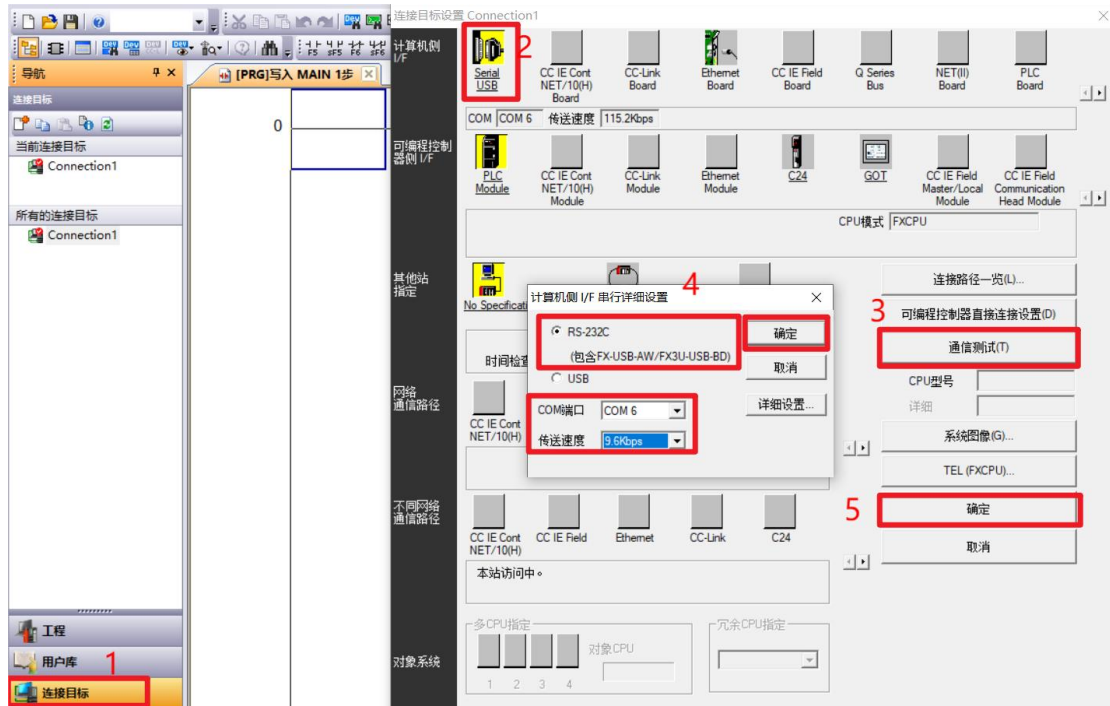 连接目标设置 Connection1
F5 SF5 F6 SF6
导航
[PRG]写入 MAIN 1步
连接目标
当前连接目标
Connection1
所有的连接目标
Connection1
工程
用户库
1
连接目标
0
计算机侧
I/F
2
Serial
USB
CC IE Cont
NET/10(H)
Board
CC-Link
Board
Ethernet
Board
CC IE Field
Board
Q Series
Bus
NET(II)
Board
PLC
Board
COM COM 6 传送速度 115.2Kbps
可编程控制
器侧 I/F
PLC
Module
CC IE Cont
NET/10(H)
Module
CC-Link
Module
Ethernet
Module
C24
GOT
CC IE Field
Master/Local
Module
CC IE Field
Communication
Head Module
CPU模式 FXCPU
其他站
指定
No Specificati
时间检查
4
计算机侧 I/F 串行详细设置
RS-232C
(包含FX-USB-AW/FX3U-USB-BD)
USB
COM端口 COM 6
传送速度 9.6Kbps
确定
取消
详细设置...
连接路径一览(L)...
3
可编程控制器直接连接设置(D)
通信测试(T)
CPU型号
详细
系统图像(G)...
TEL (FXCPU)...
5
确定
取消
网络
通信路径
CC IE Cont
NET/10(H)
不同网络
通信路径
CC IE Cont
NET/10(H)
CC IE Field
Ethernet
CC-Link
C24
本站访问中。
对象系统
多CPU指定
1 2 3 4
对象CPU
冗余CPU指定